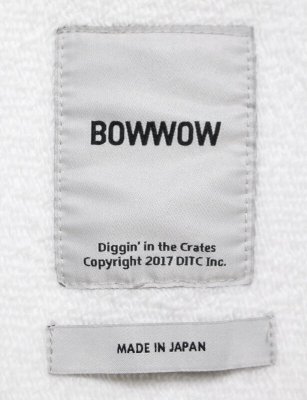 BOWWOW
Diggin' in the Crates
Copyright 2017 DITC Inc.
MADE IN JAPAN